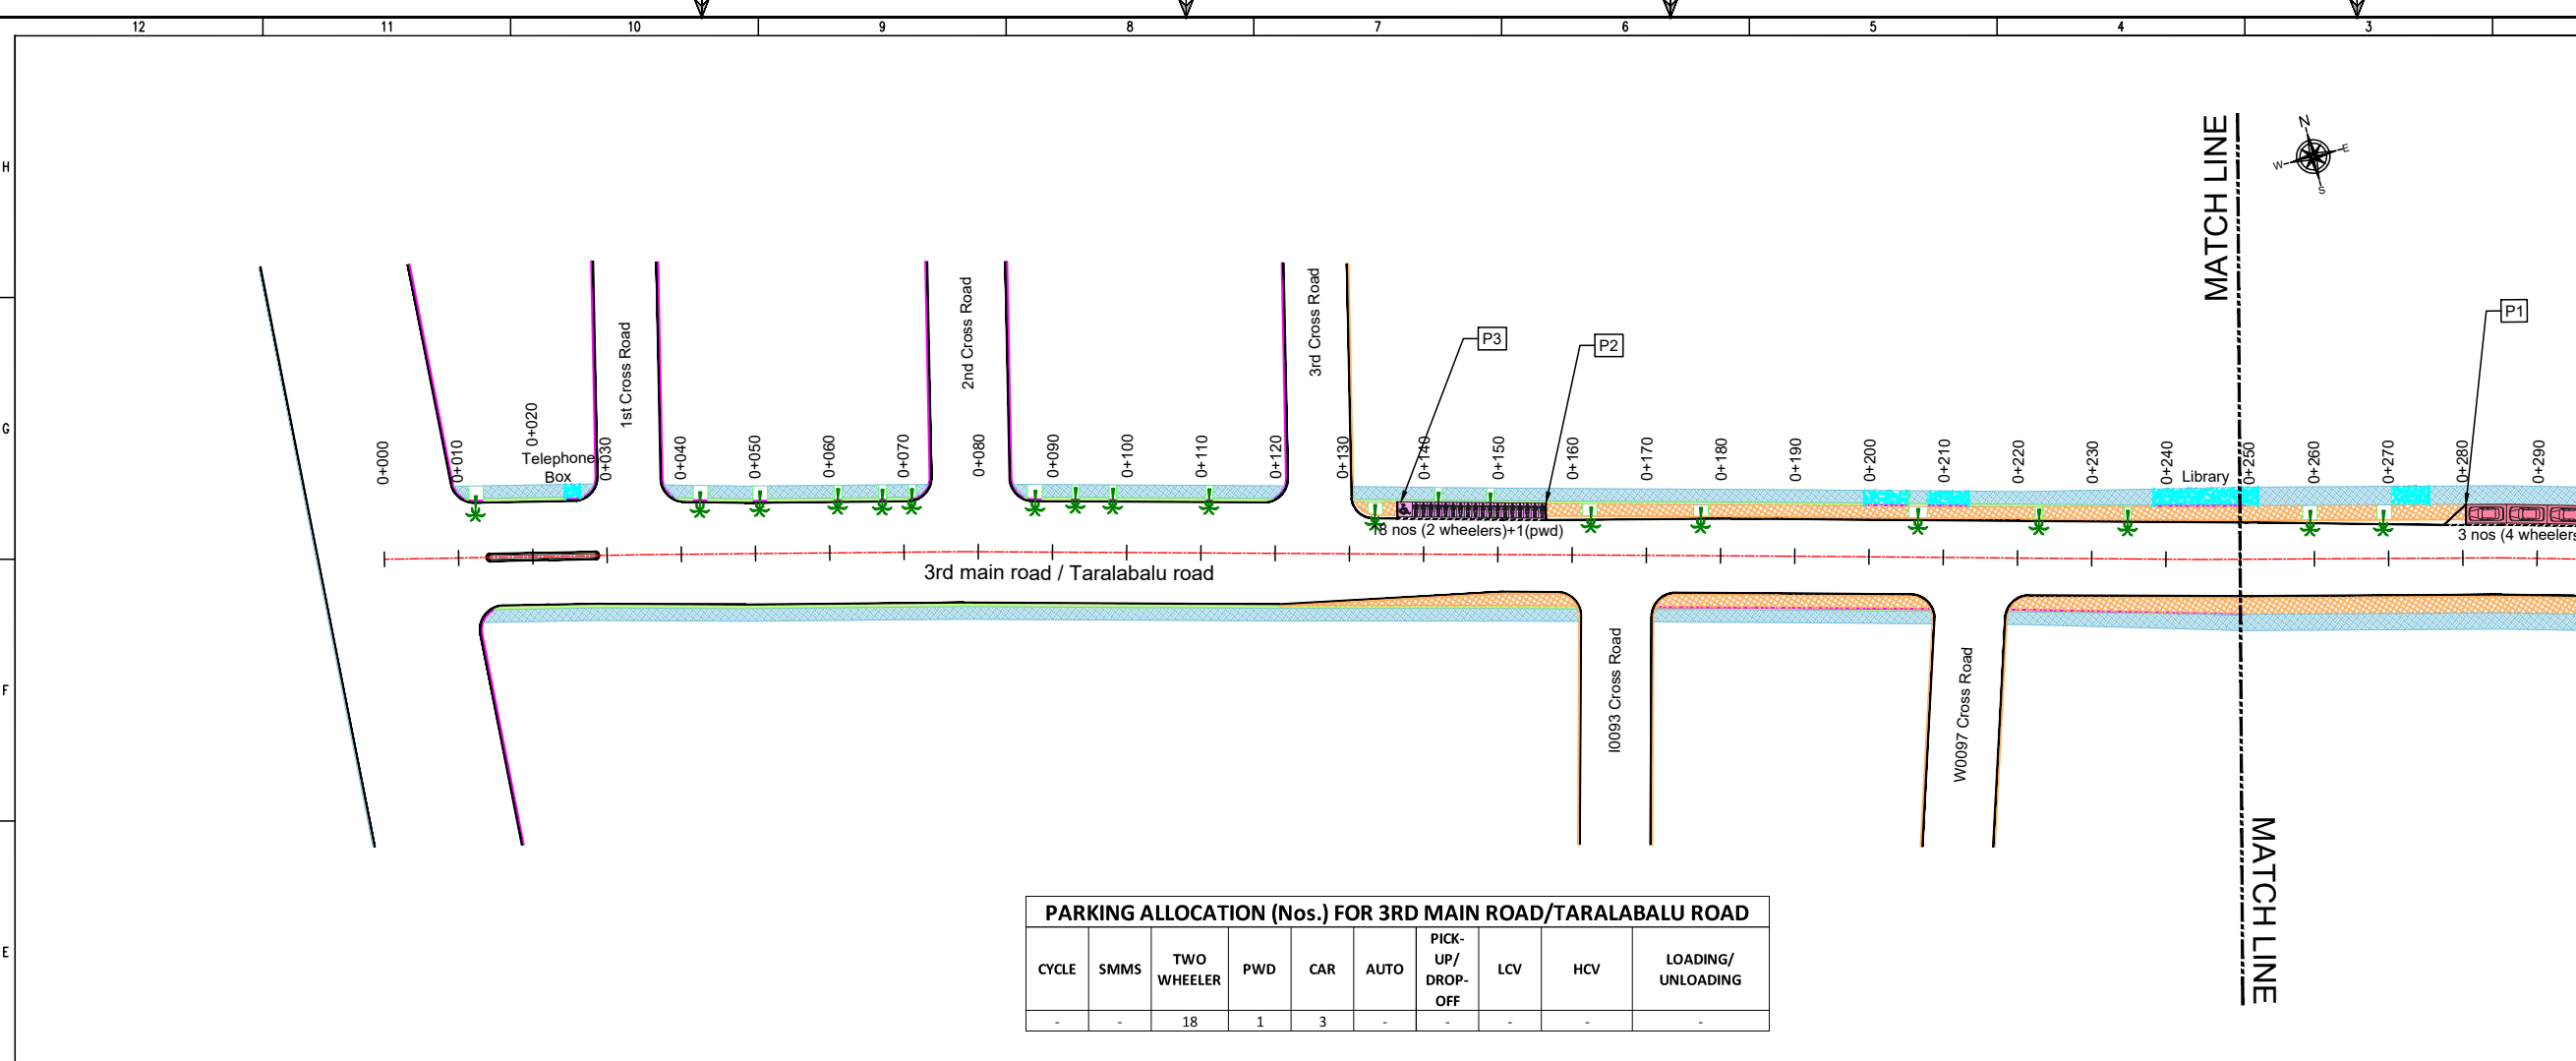 12
11
10
9
8
7
6
5
4
3
H
G
F
E
MATCH LINE
N
W
E
S
1st Cross Road
2nd Cross Road
3rd Cross Road
P3
P2
P1
0+000
0+010
0+020
0+030
0+040
0+050
0+060
0+070
0+080
0+090
0+100
0+110
0+120
0+130
0+140
0+150
0+160
0+170
0+180
0+190
0+200
0+210
0+220
0+230
0+240
0+250
0+260
0+270
0+280
0+290
Telephone
Box
Library
18 nos (2 wheelers)+1(pwd)
3 nos (4 wheelers
3rd main road / Taralabalu road
I0093 Cross Road
W0097 Cross Road
MATCH LINE
PARKING ALLOCATION (Nos.) FOR 3RD MAIN ROAD/TARALABALU ROAD
CYCLE SMMS TWO WHEELER PWD CAR AUTO PICK-UP/ DROP-OFF LCV HCV LOADING/ UNLOADING
- - 18 1 3 - - - - -